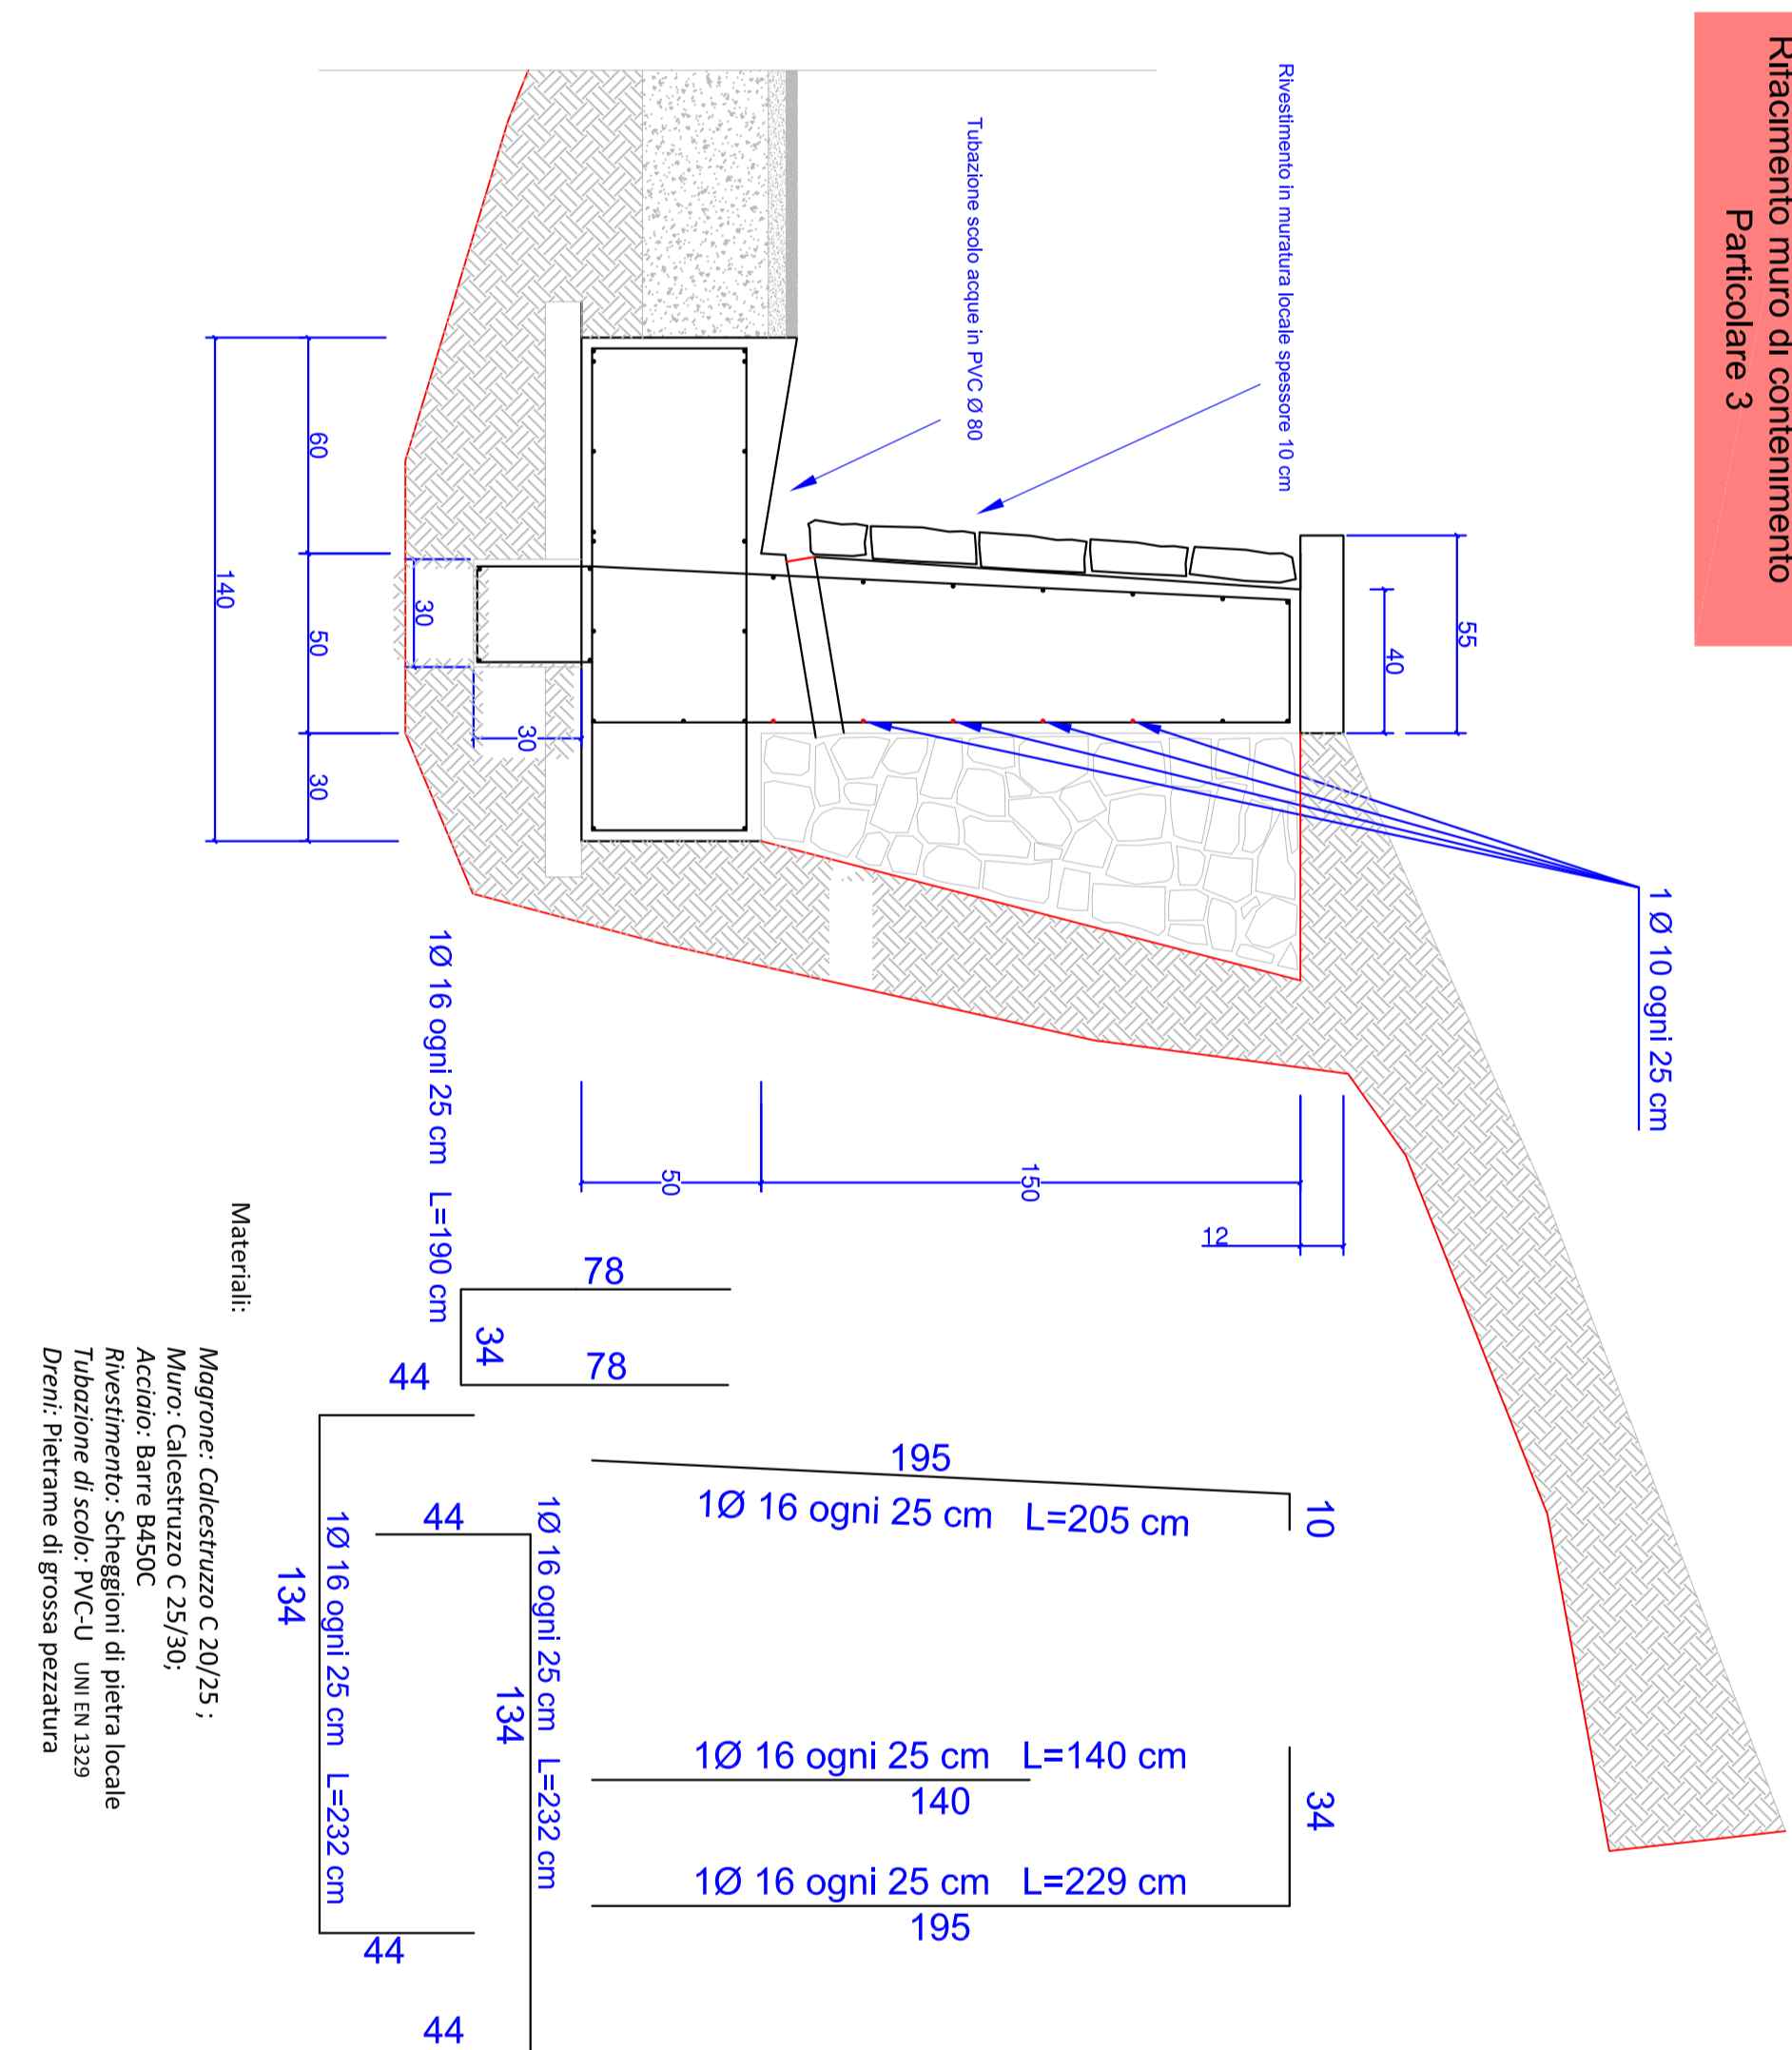 Rifacimento muro di contenimento
Particolare 3
Rivestimento in muratura locale spessore 10 cm
Tubazione scolo acque in PVC Ø 80
55
40
60
50
30
140
30
30
1 Ø 10 ogni 25 cm
12
150
50
1Ø 16 ogni 25 cm L=190 cm
78
34
78
195
1Ø 16 ogni 25 cm L=205 cm
10
1Ø 16 ogni 25 cm L=140 cm
140
34
1Ø 16 ogni 25 cm L=229 cm
195
44
1Ø 16 ogni 25 cm L=232 cm
134
44
44
1Ø 16 ogni 25 cm L=232 cm
134
44
Materiali:
Magrone: Calcestruzzo C 20/25 ;
Muro: Calcestruzzo C 25/30;
Acciaio: Barre B450C
Rivestimento: Scheggioni di pietra locale
Tubazione di scolo: PVC-U UNI EN 1329
Dreni: Pietrame di grossa pezzatura